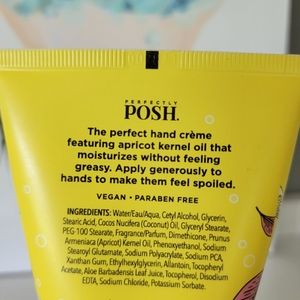 PERFECTLY
POSH.
The perfect hand crème
featuring apricot kernel oil that
moisturizes without feeling
greasy. Apply generously to
hands to make them feel spoiled.
VEGAN • PARABEN FREE
INGREDIENTS: Water/Eau/Aqua, Cetyl Alcohol, Glycerin,
Stearic Acid, Cocos Nucifera (Coconut) Oil, Glyceryl Stearate,
PEG-100 Stearate, Fragrance/Parfum, Dimethicone, Prunus
Armeniaca (Apricot) Kernel Oil, Phenoxyethanol, Sodium
Stearoyl Glutamate, Sodium Polyacrylate, Sodium PCA,
Xanthan Gum, Ethylhexylglycerin, Allantoin, Tocopheryl
Acetate, Aloe Barbadensis Leaf Juice, Tocopherol, Disodium
EDTA, Sodium Chloride, Potassium Sorbate.